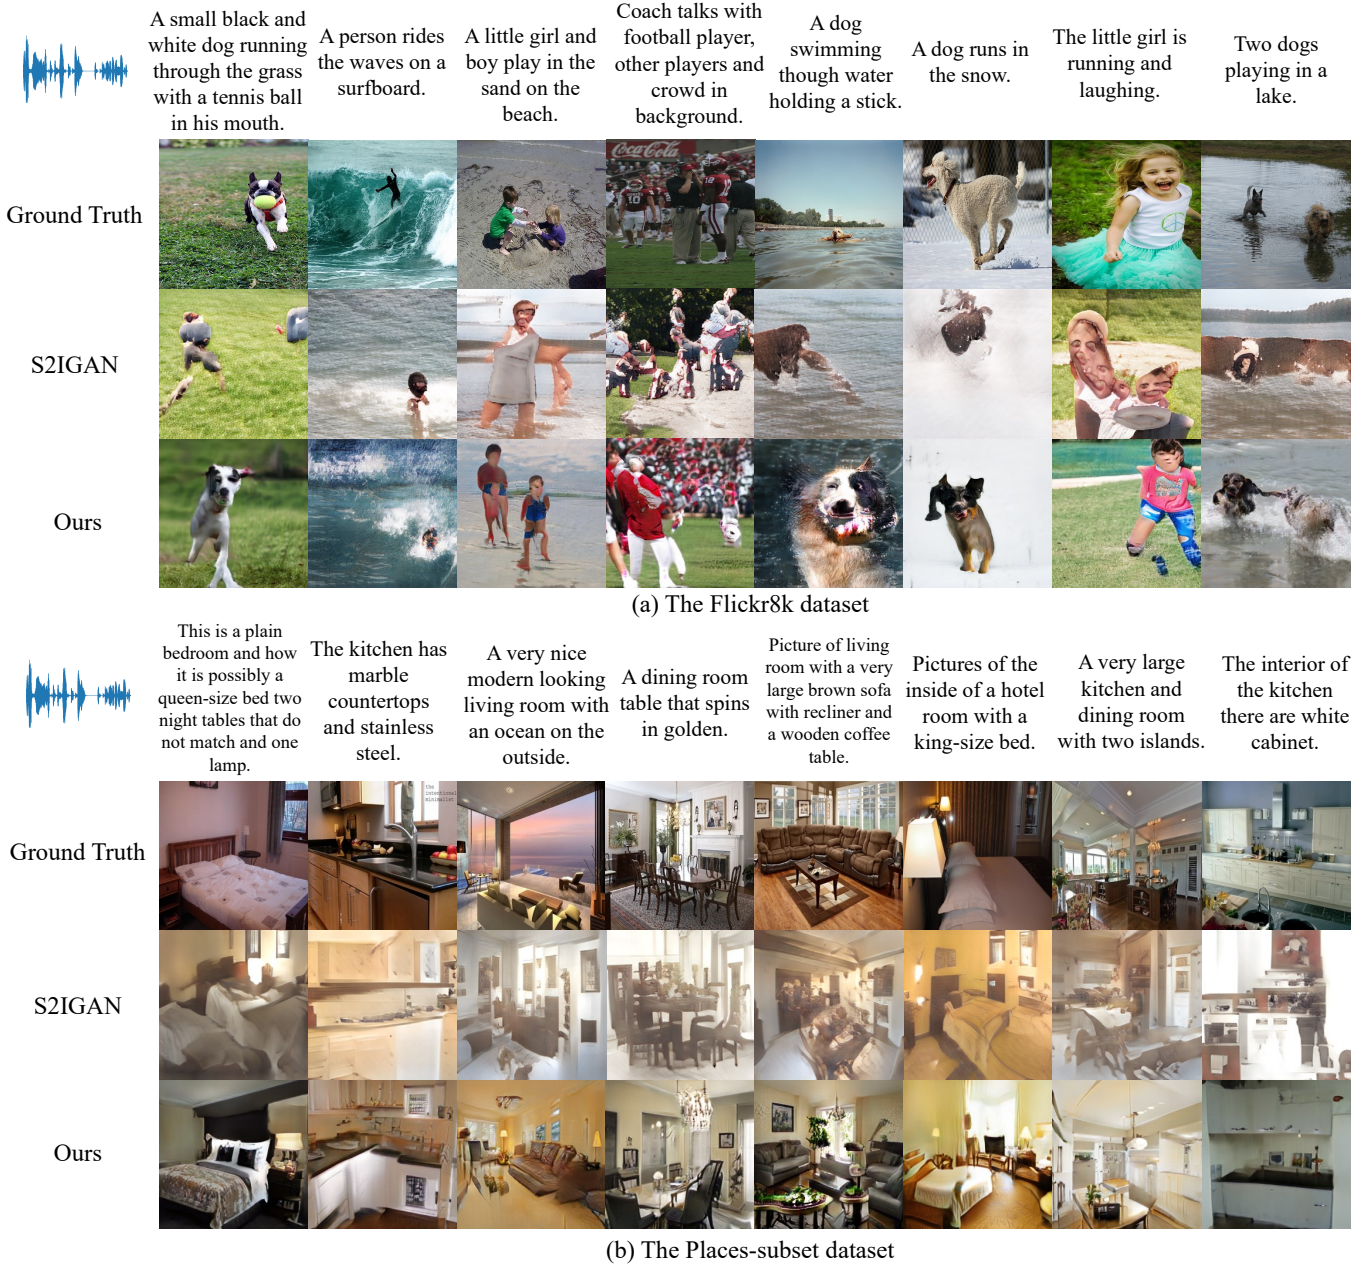 A small black and
white dog running
through the grass
with a tennis ball
in his mouth.
A person rides
the waves on a
surfboard.
A little girl and
boy play in the
sand on the
beach.
Coach talks with
football player,
other players and
crowd in
background.
A dog
swimming
though water
holding a stick.
A dog runs in
the snow.
The little girl is
running and
laughing.
Two dogs
playing in a
lake.
Ground Truth
Coca-Cola
10
12
S2IGAN
Ours
(a) The Flickr8k dataset
This is a plain
bedroom and how
it is possibly a
queen-size bed two
night tables that do
not match and one
lamp.
The kitchen has
marble
countertops
and stainless
steel.
A very nice
modern looking
living room with
an ocean on the
outside.
A dining room
table that spins
in golden.
Picture of living
room with a very
large brown sofa
with recliner and
a wooden coffee
table.
Pictures of the
inside of a hotel
room with a
king-size bed.
A very large
kitchen and
dining room
with two islands.
The interior of
the kitchen
there are white
cabinet.
Ground Truth
the
intentional
minimalist
S2IGAN
Ours
(b) The Places-subset dataset